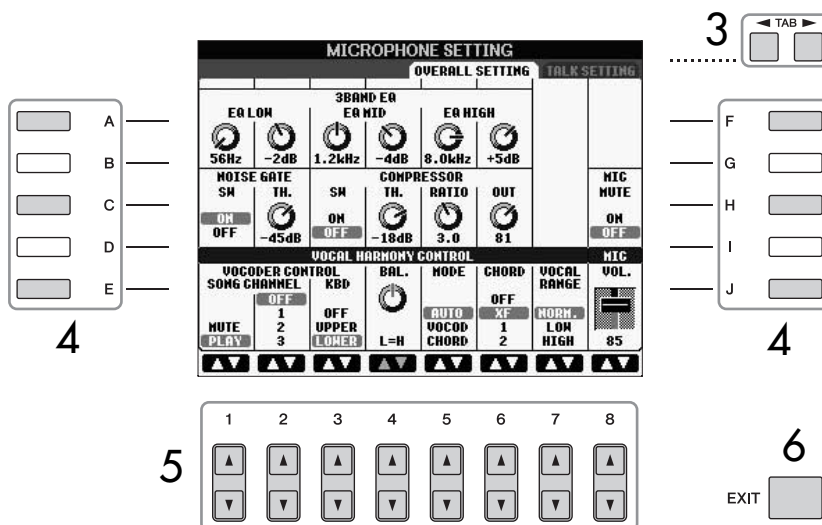 3
◄ TAB ►
MICROPHONE SETTING
OVERALL SETTING TALK SETTING
3BAND EQ
EQ LOW EQ MID EQ HIGH
56Hz -2dB 1.2kHz -4dB 8.0kHz +5dB
NOISE GATE COMPRESSOR MIC
SW TH. SW TH. RATIO OUT MUTE
ON ON ON
OFF -45dB OFF -18dB 3.0 81 OFF
VOCAL HARMONY CONTROL MIC
VOCODER CONTROL BAL. MODE CHORD VOCAL VOL.
SONG CHANNEL KBD RANGE
OFF
1 OFF OFF
MUTE 2 UPPER AUTO XF NORM.
PLAY 3 LOWER L=H VOCOD 1 LOW
CHORD 2 HIGH 85
A
B
C
D
E
4
F
G
H
I
J
4
5
1 2 3 4 5 6 7 8
6
EXIT